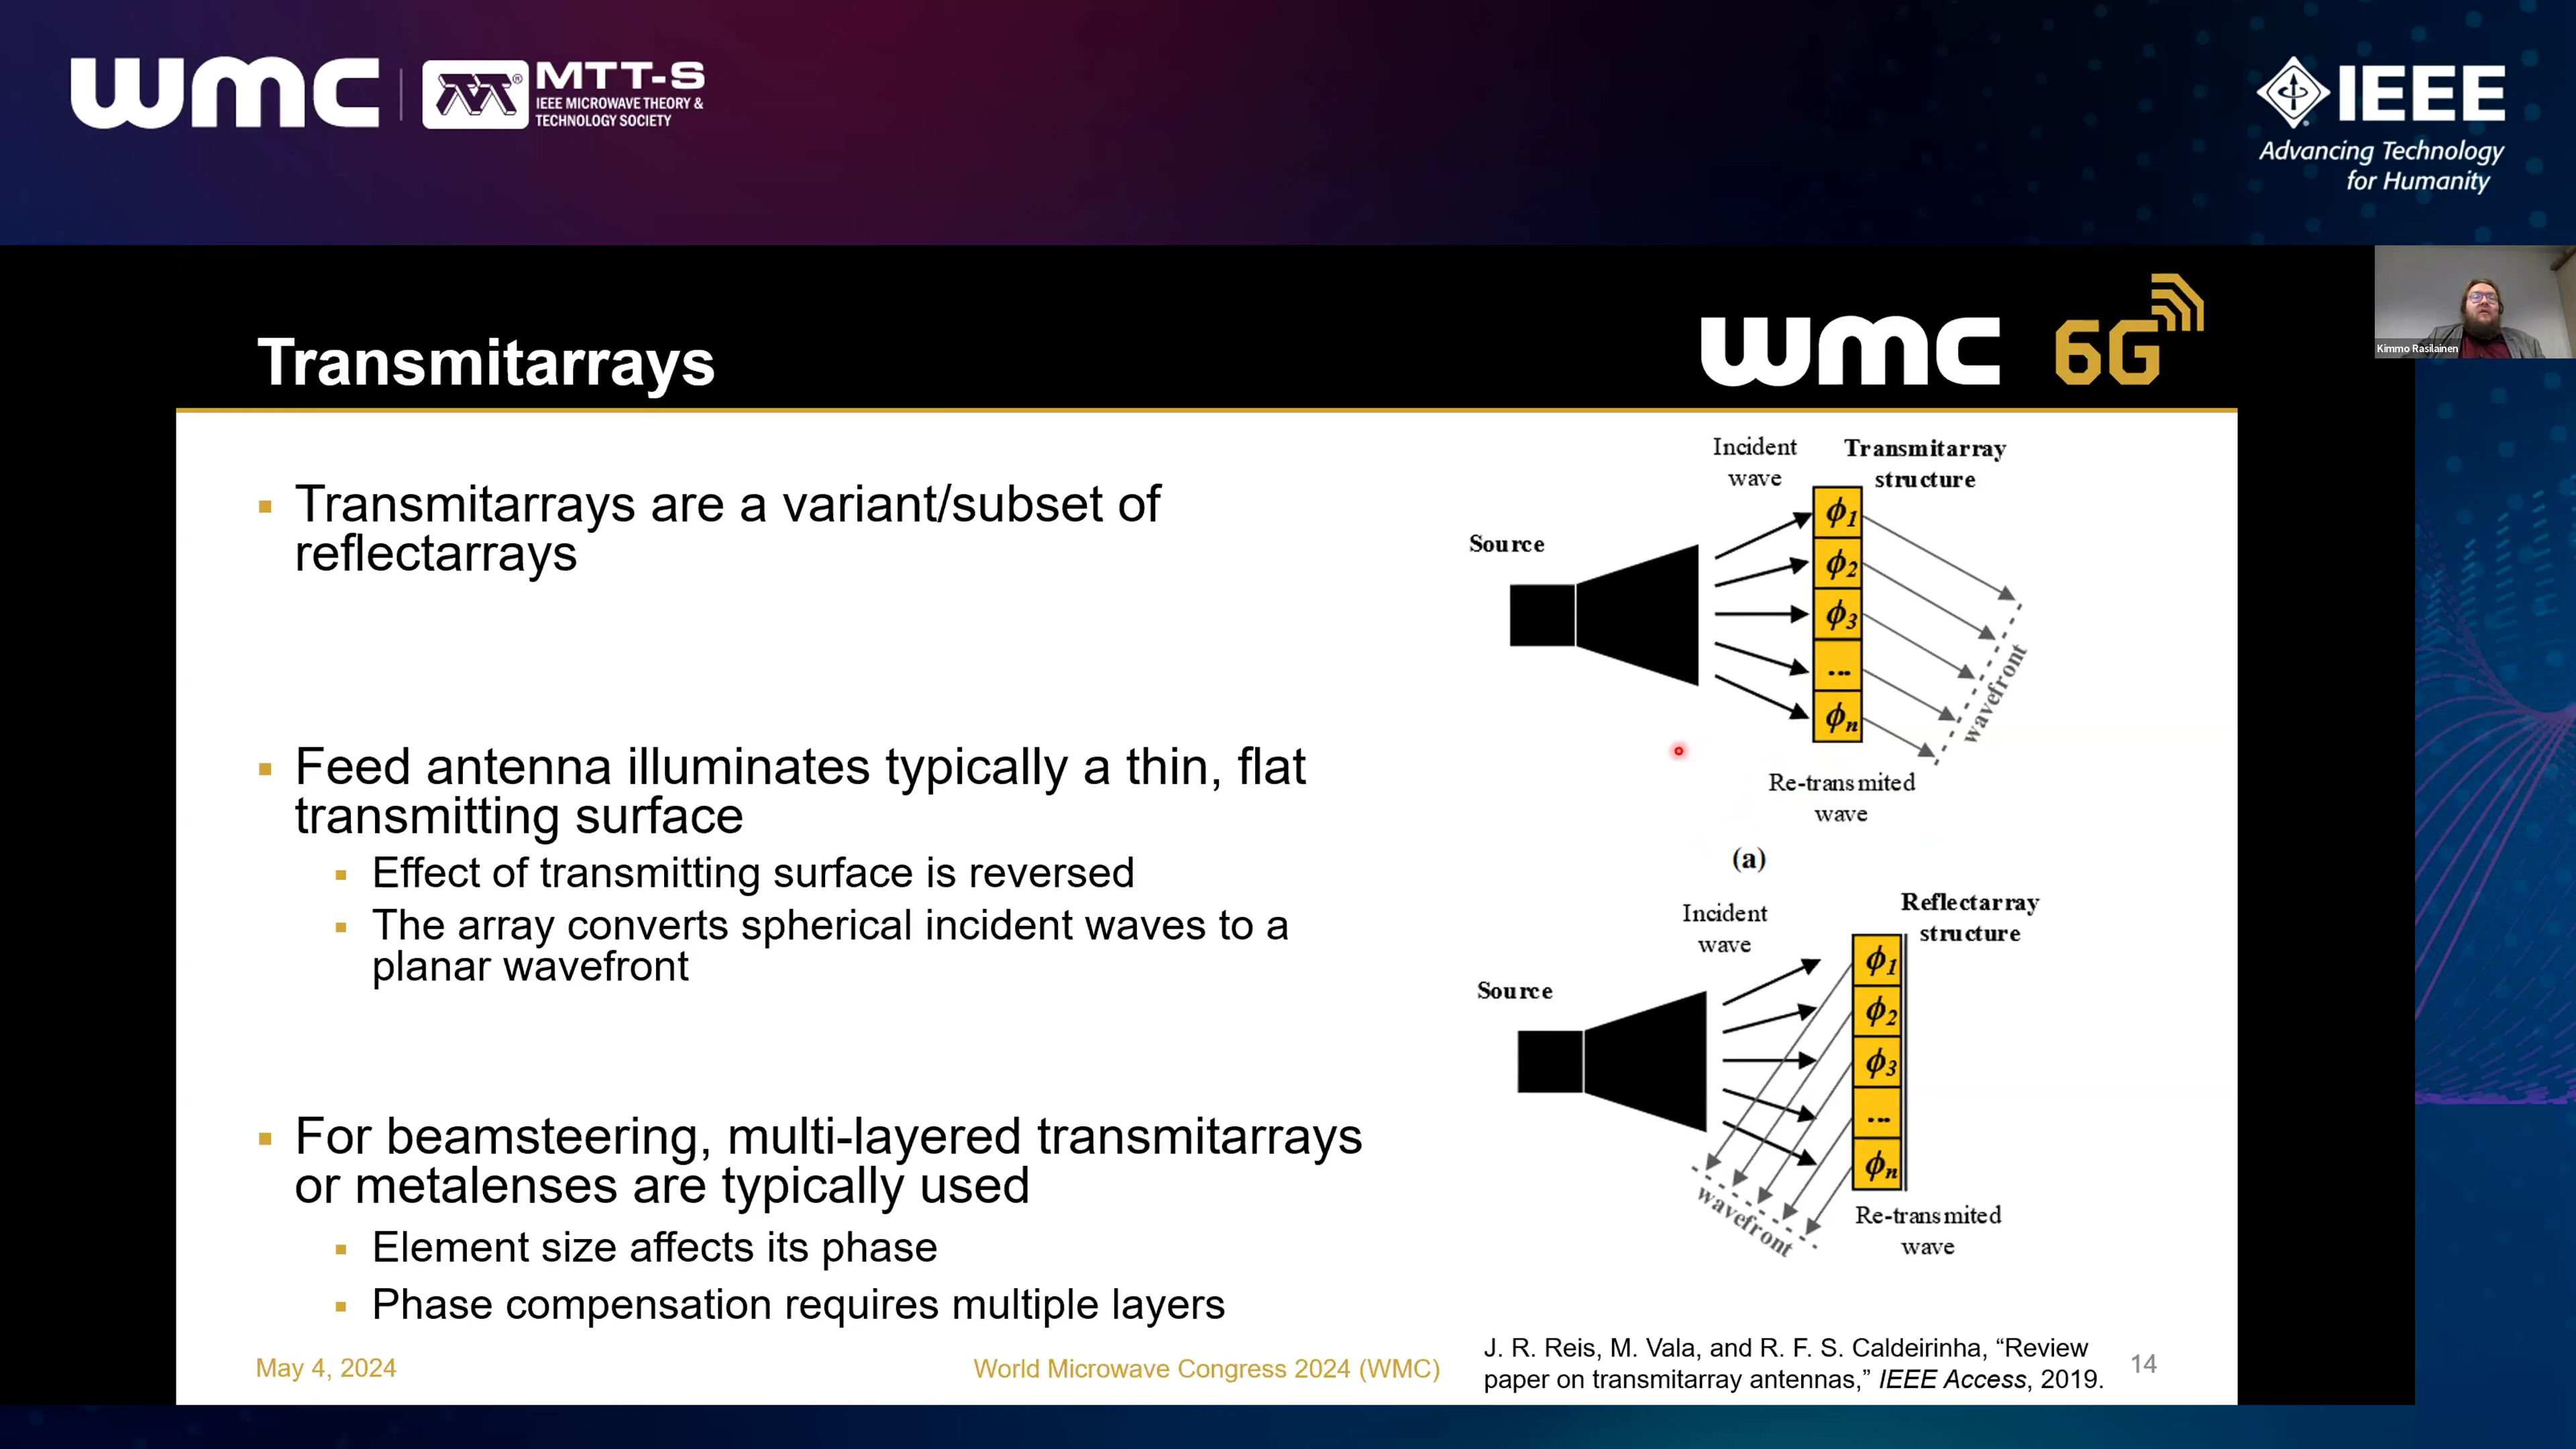 wmc
MTT-S
IEEE MICROWAVE THEORY &
TECHNOLOGY SOCIETY
IEEE
Advancing Technology
for Humanity
Kimmo Rasilainen
Transmitarrays
wmc 6G
Transmitarrays are a variant/subset of
reflectarrays
Feed antenna illuminates typically a thin, flat
transmitting surface
Effect of transmitting surface is reversed
The array converts spherical incident waves to a
planar wavefront
For beamsteering, multi-layered transmitarrays
or metalenses are typically used
Element size affects its phase
Phase compensation requires multiple layers
Incident
wave
Transmitarray
structure
Source
ϕ1
ϕ2
ϕ3
...
ϕn
wavefront
Re-transmited
wave
(a)
Incident
wave
Reflectarray
structure
Source
ϕ1
ϕ2
ϕ3
...
ϕn
wavefront
Re-transmited
wave
J. R. Reis, M. Vala, and R. F. S. Caldeirinha, “Review
paper on transmitarray antennas,” IEEE Access, 2019.
May 4, 2024
World Microwave Congress 2024 (WMC)
14